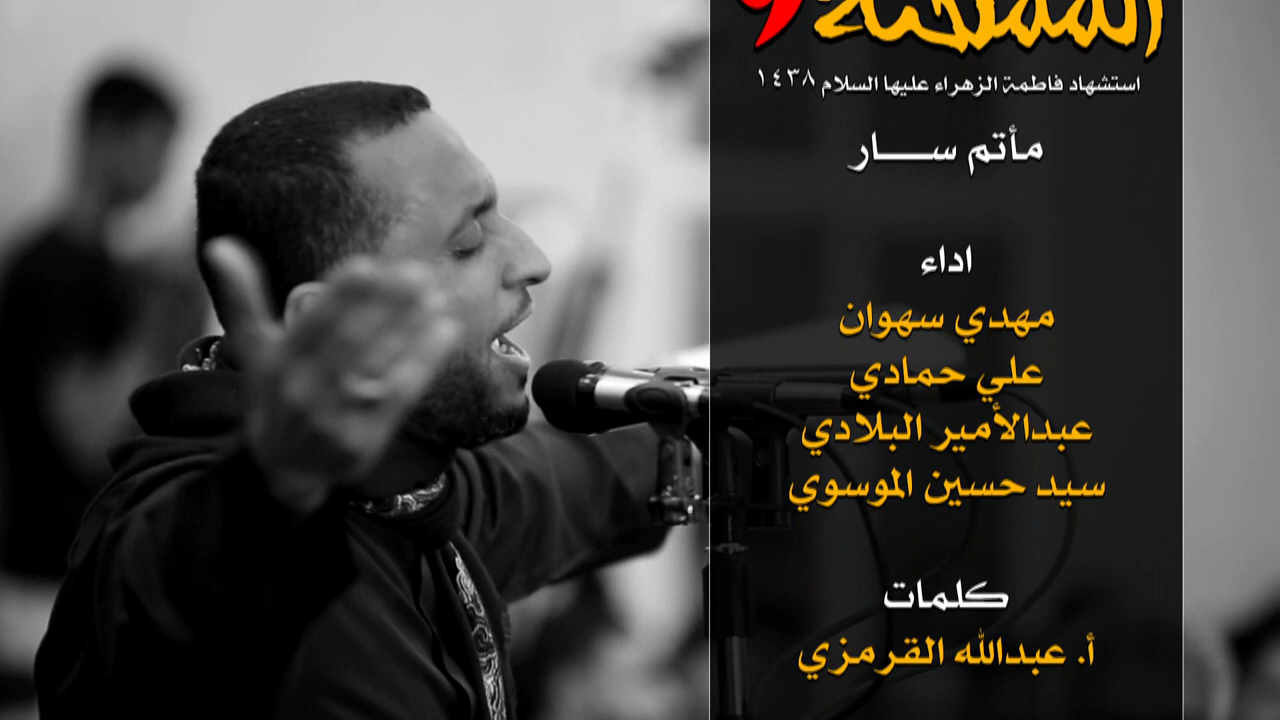 استشهاد فاطمة الزهراء عليها السلام ١٤٣٨
مأتم ســـار
اداء
مهدي سهوان
علي حمادي
عبدالأمير البلادي
سيد حسين الموسوي
كلمات
أ. عبدالله القرمزي